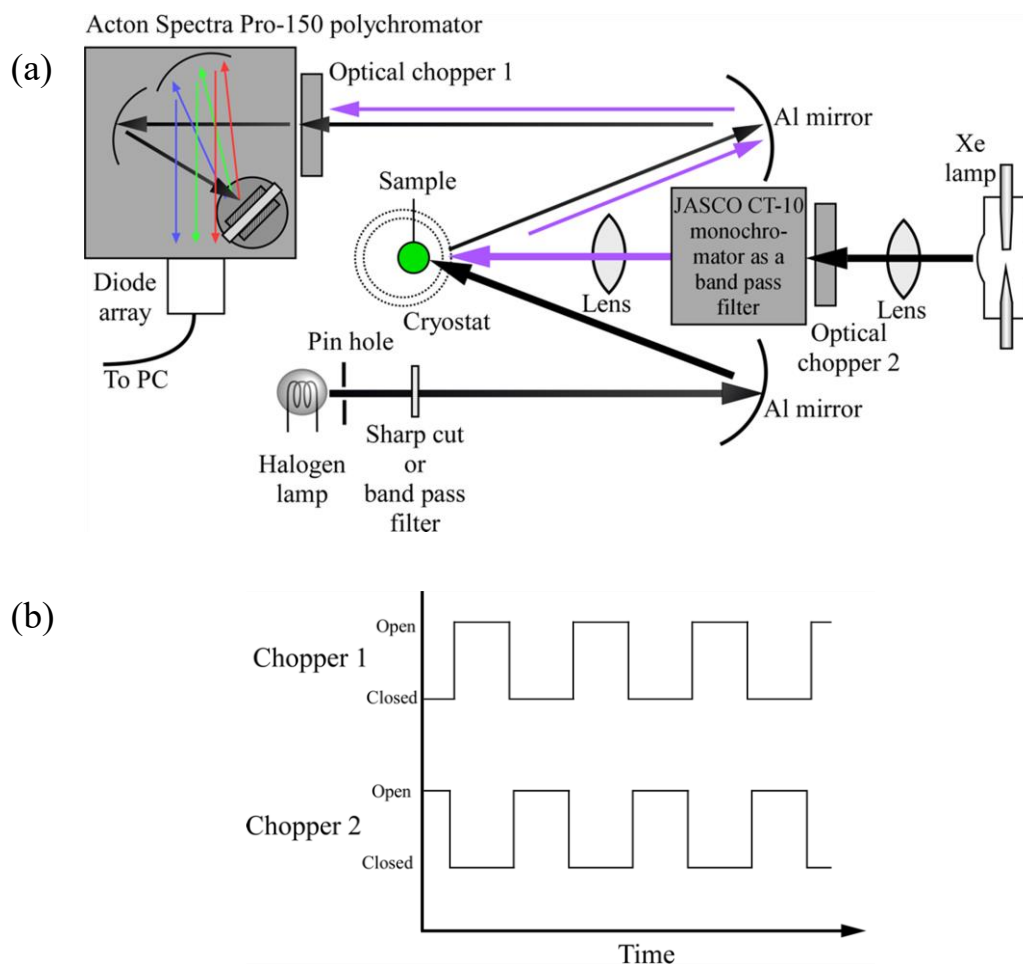 (a)
Acton Spectra Pro-150 polychromator
Optical chopper 1
Al mirror
Xe
lamp
Sample
JASCO CT-10
monochro-
mator as a
band pass
filter
Lens
Lens
Cryostat
Optical
chopper 2
Diode
array
To PC
Pin hole
Al mirror
Halogen
lamp
Sharp cut
or
band pass
filter
(b)
Open
Chopper 1
Closed
Open
Chopper 2
Closed
Time